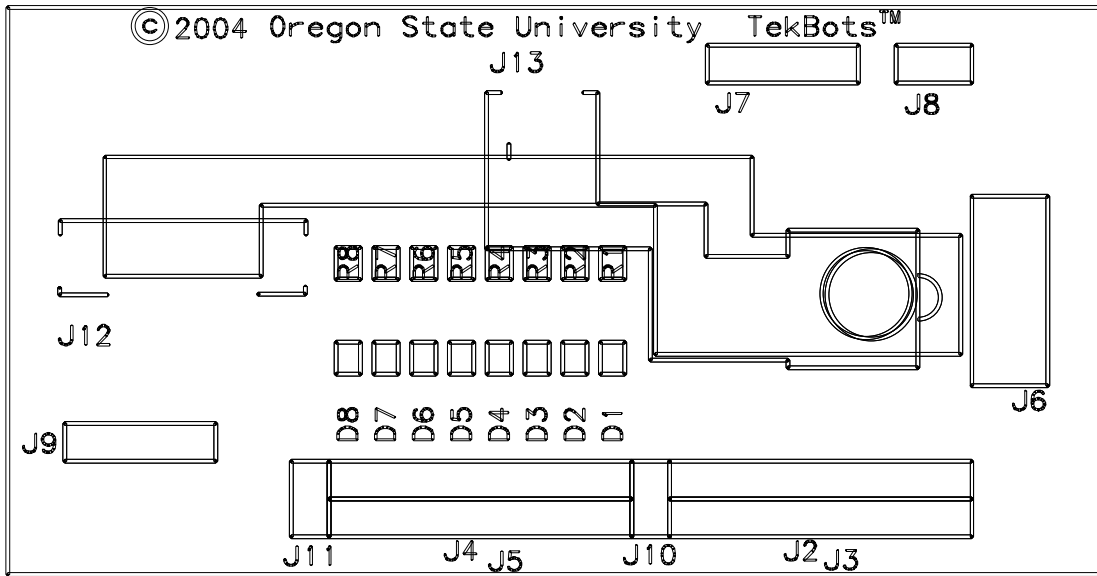 © 2004 Oregon State University TekBots™
J13
J7 J8
R8 R7 R6 R5 R4 R3 R2 R1
J12
J6
D8 D7 D6 D5 D4 D3 D2 D1
J9
J11 J4 J5 J10 J2 J3